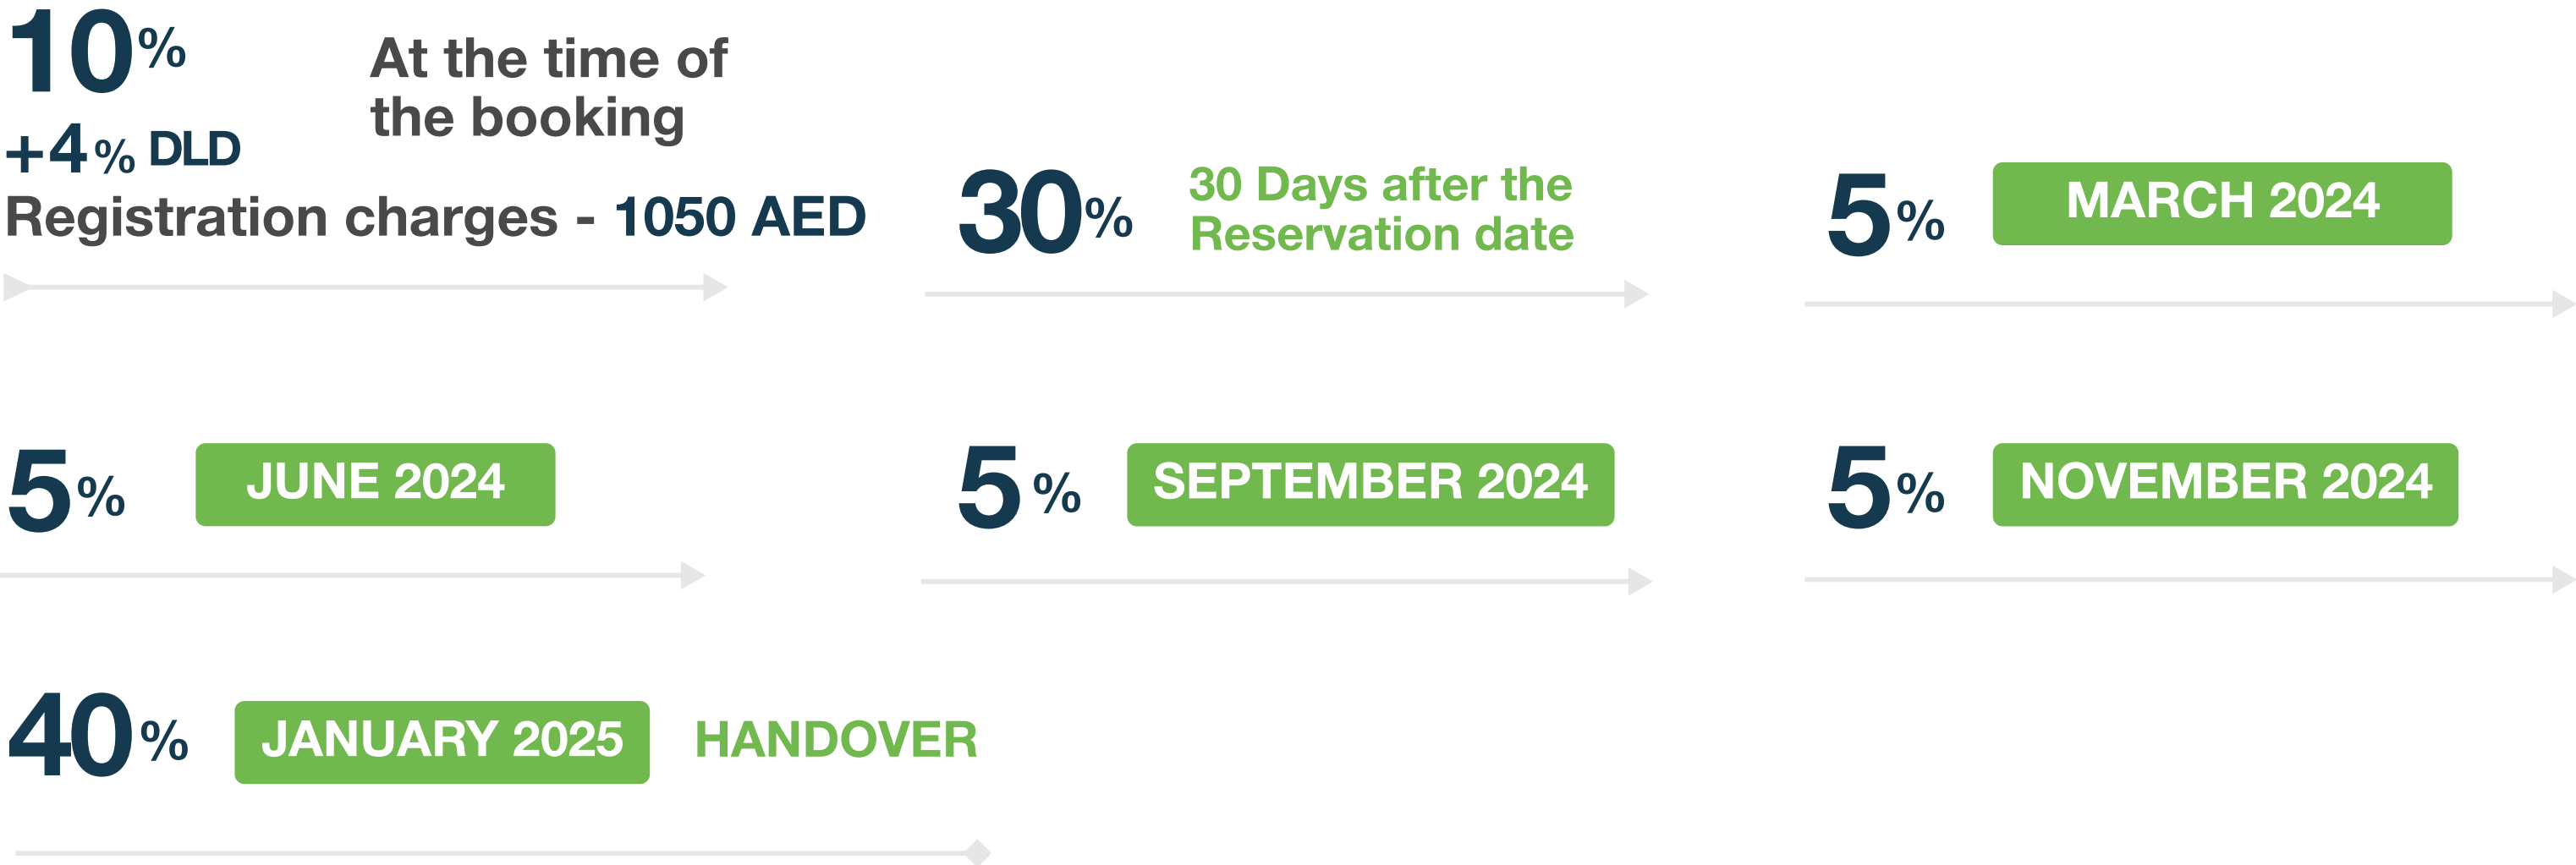 10%
At the time of
the booking
+4% DLD
Registration charges - 1050 AED
30%
30 Days after the
Reservation date
5%
MARCH 2024
5%
JUNE 2024
5%
SEPTEMBER 2024
5%
NOVEMBER 2024
40%
JANUARY 2025
HANDOVER